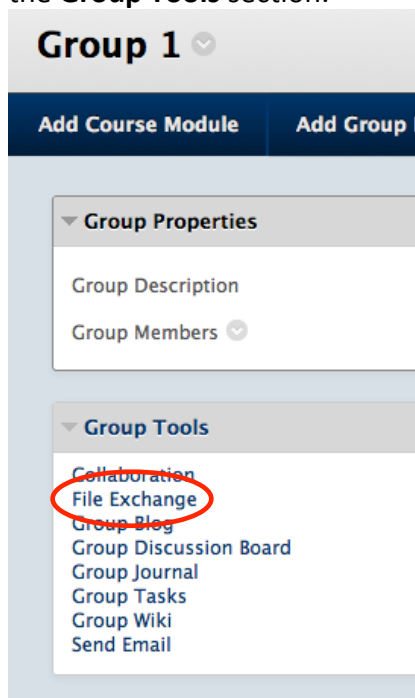 the Group Tools section.
Group 1
Add Course Module Add Group
Group Properties
Group Description
Group Members
Group Tools
Collaboration
File Exchange
Group Blog
Group Discussion Board
Group Journal
Group Tasks
Group Wiki
Send Email